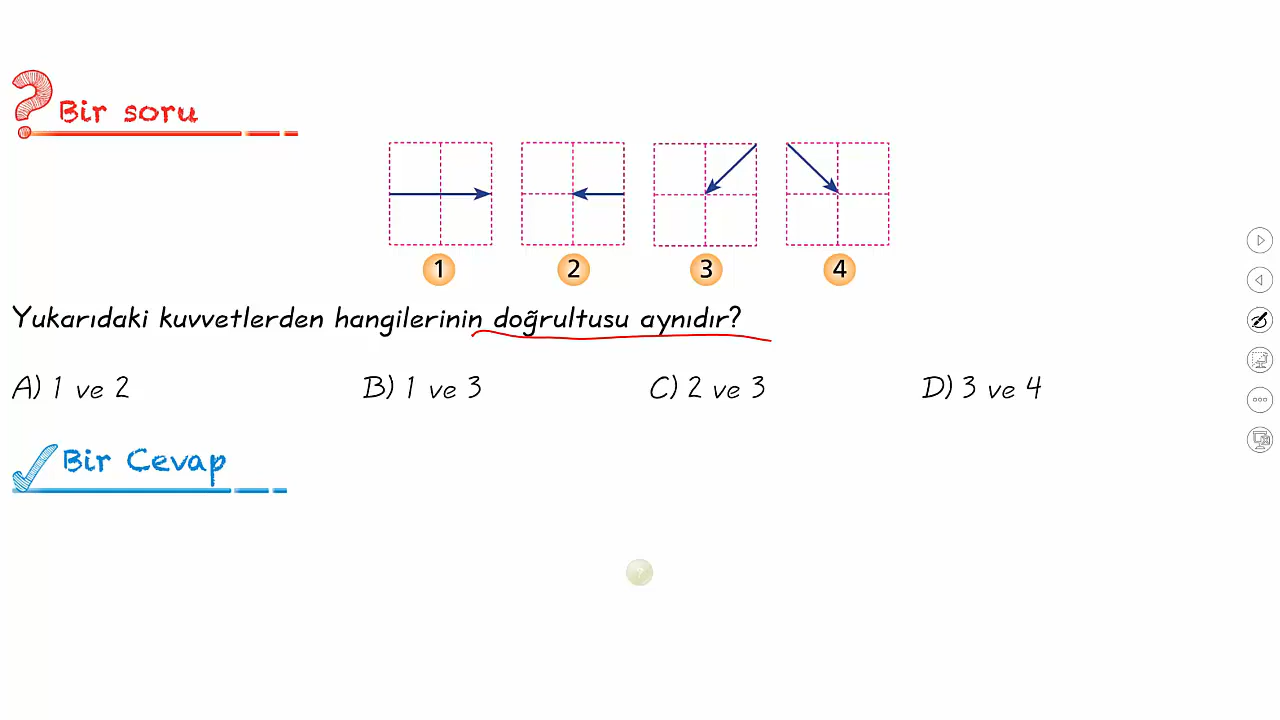 Bir soru
1 2 3 4
Yukarıdaki kuvvetlerden hangilerinin doğrultusu aynıdır?
A) 1 ve 2 B) 1 ve 3 C) 2 ve 3 D) 3 ve 4
Bir Cevap
?